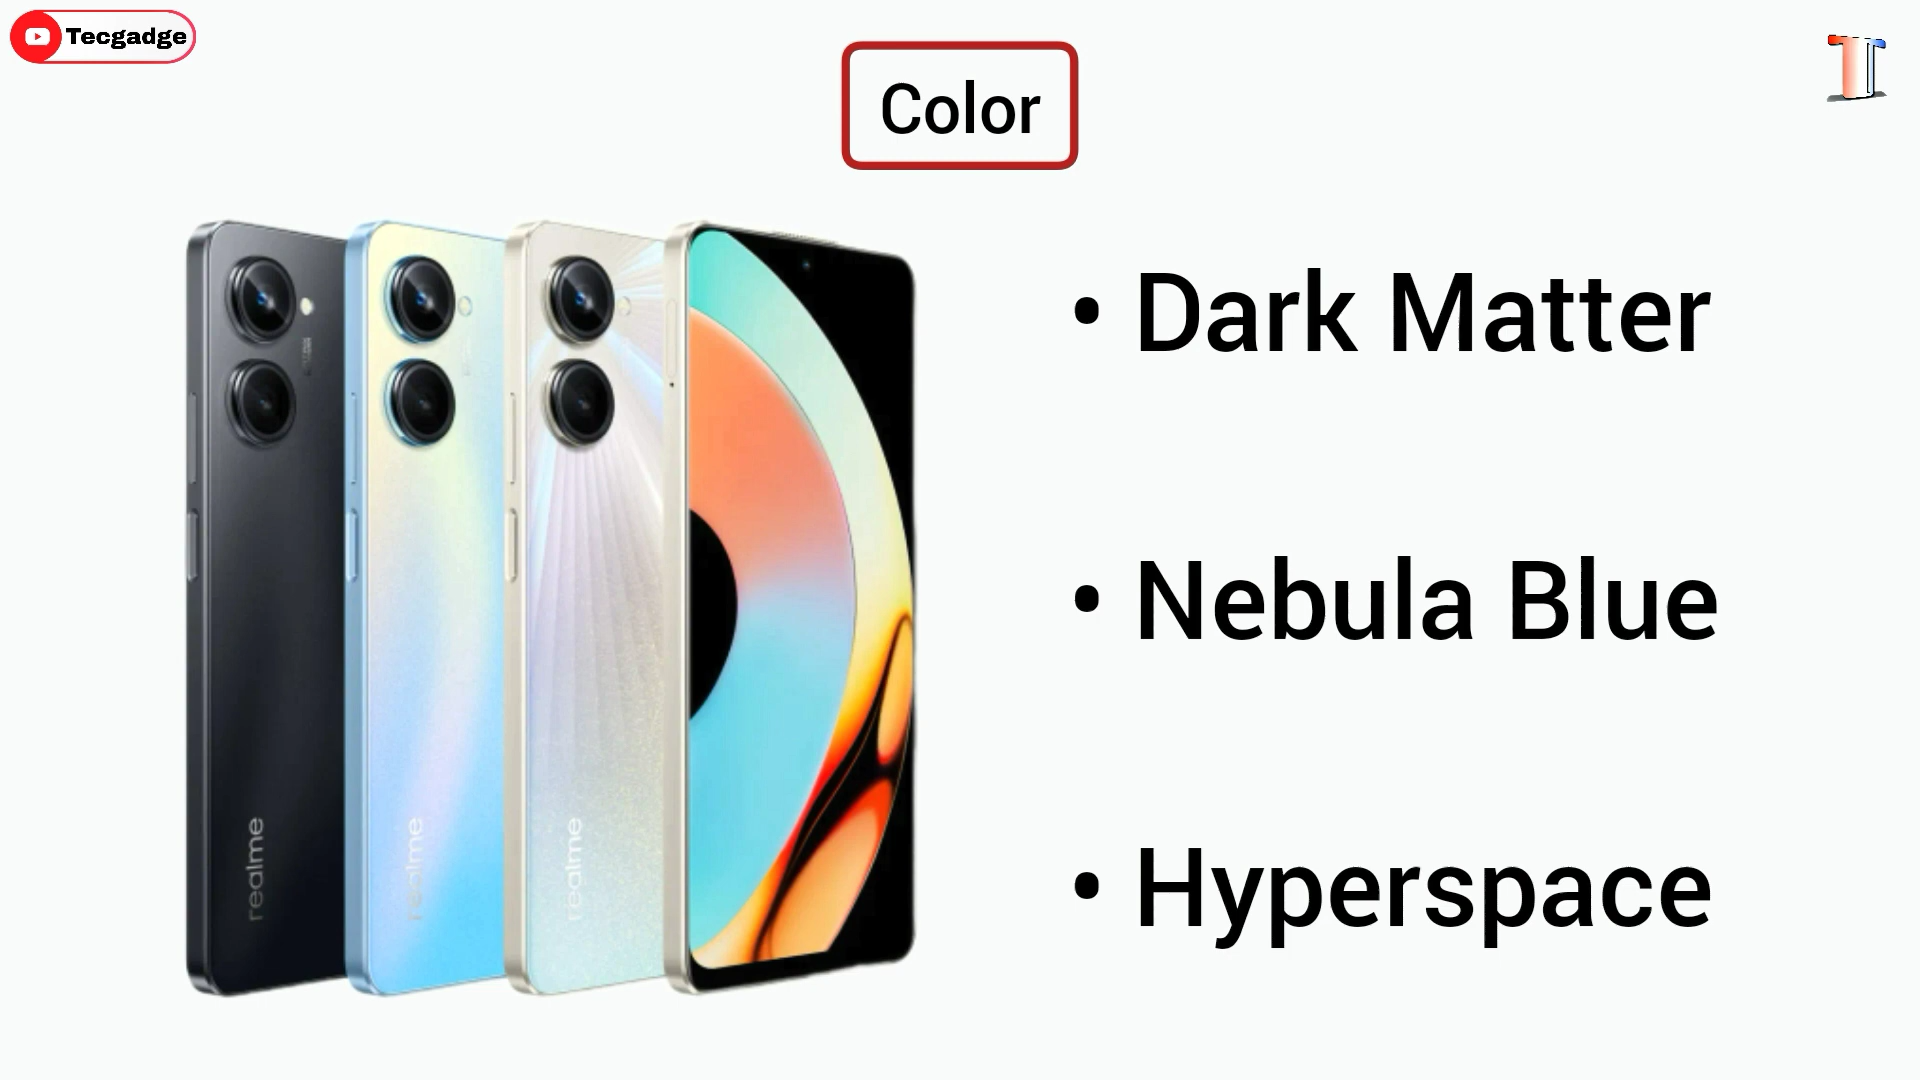 Tecgadge
Color
• Dark Matter
• Nebula Blue
• Hyperspace
realme
realme
realme